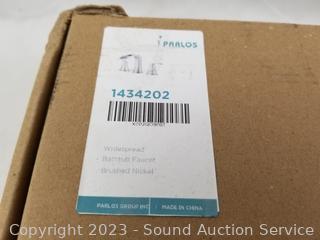 PARLOS
1434202
Widespread
Bathtub Faucet
Brushed Nickel
PARLOS GROUP INC
MADE IN CHINA
Copyright 2023 - Sound Auction Service